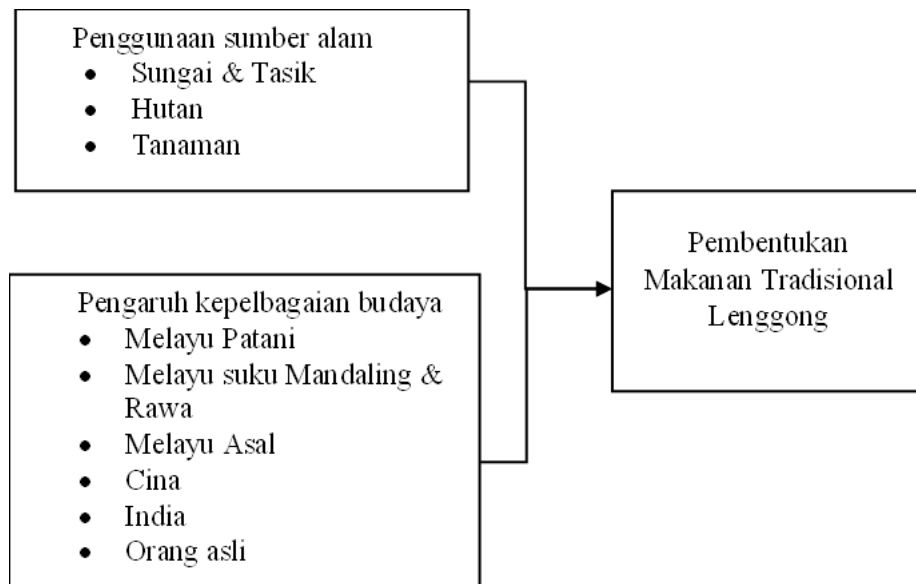 Penggunaan sumber alam
• Sungai & Tasik
• Hutan
• Tanaman
Pengaruh kepelbagaian budaya
• Melayu Patani
• Melayu suku Mandaling &
Rawa
• Melayu Asal
• Cina
• India
• Orang asli
Pembentukan
Makanan Tradisional
Lenggong